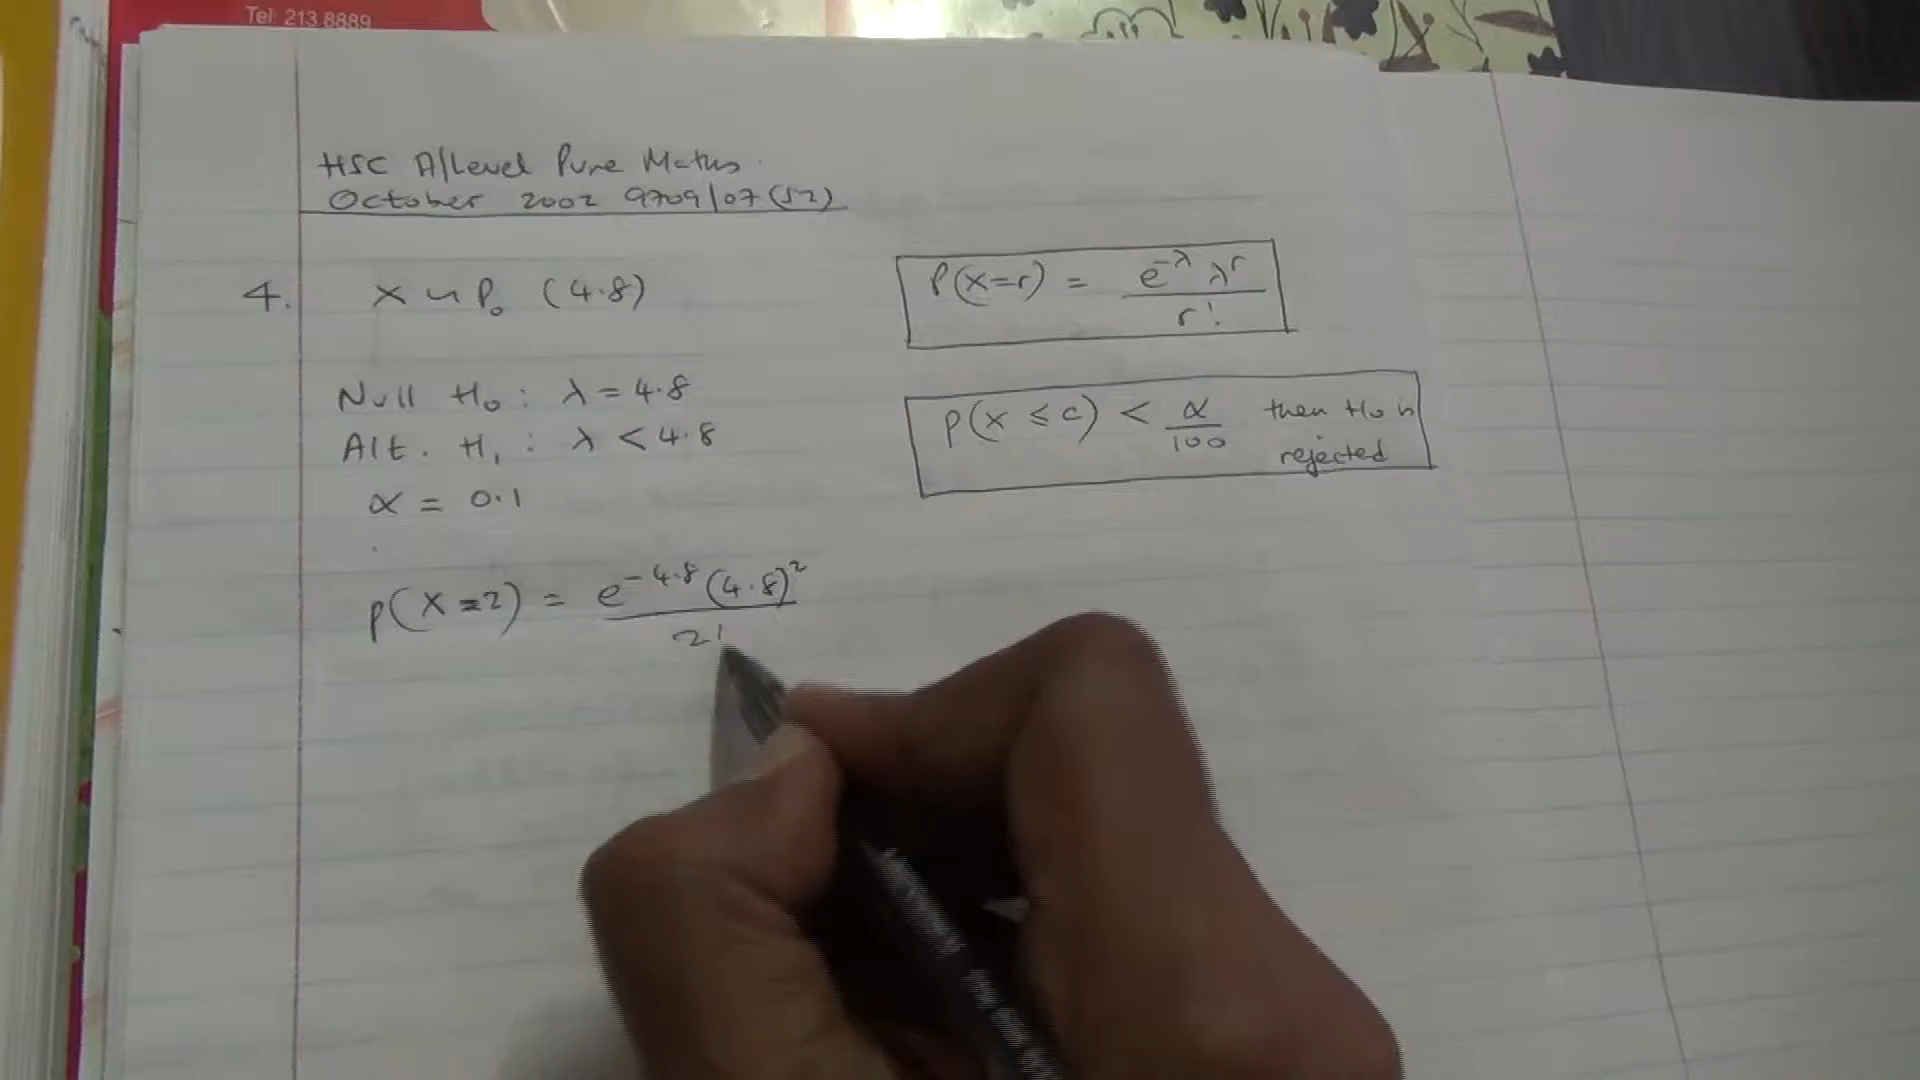 Tel: 213 8889
HSC A/Level Pure Maths.
October 2002 9709/07 (S2)
4. X ~ P₀ (4.8)
P(X=r) = e^-λ λ^r / r!
Null H₀ : λ = 4.8
Alt. H₁ : λ < 4.8
α = 0.1
P(X ≤ c) < α/100 then H₀ is
rejected
P(X=2) = e^-4.8 (4.8)² / 2!